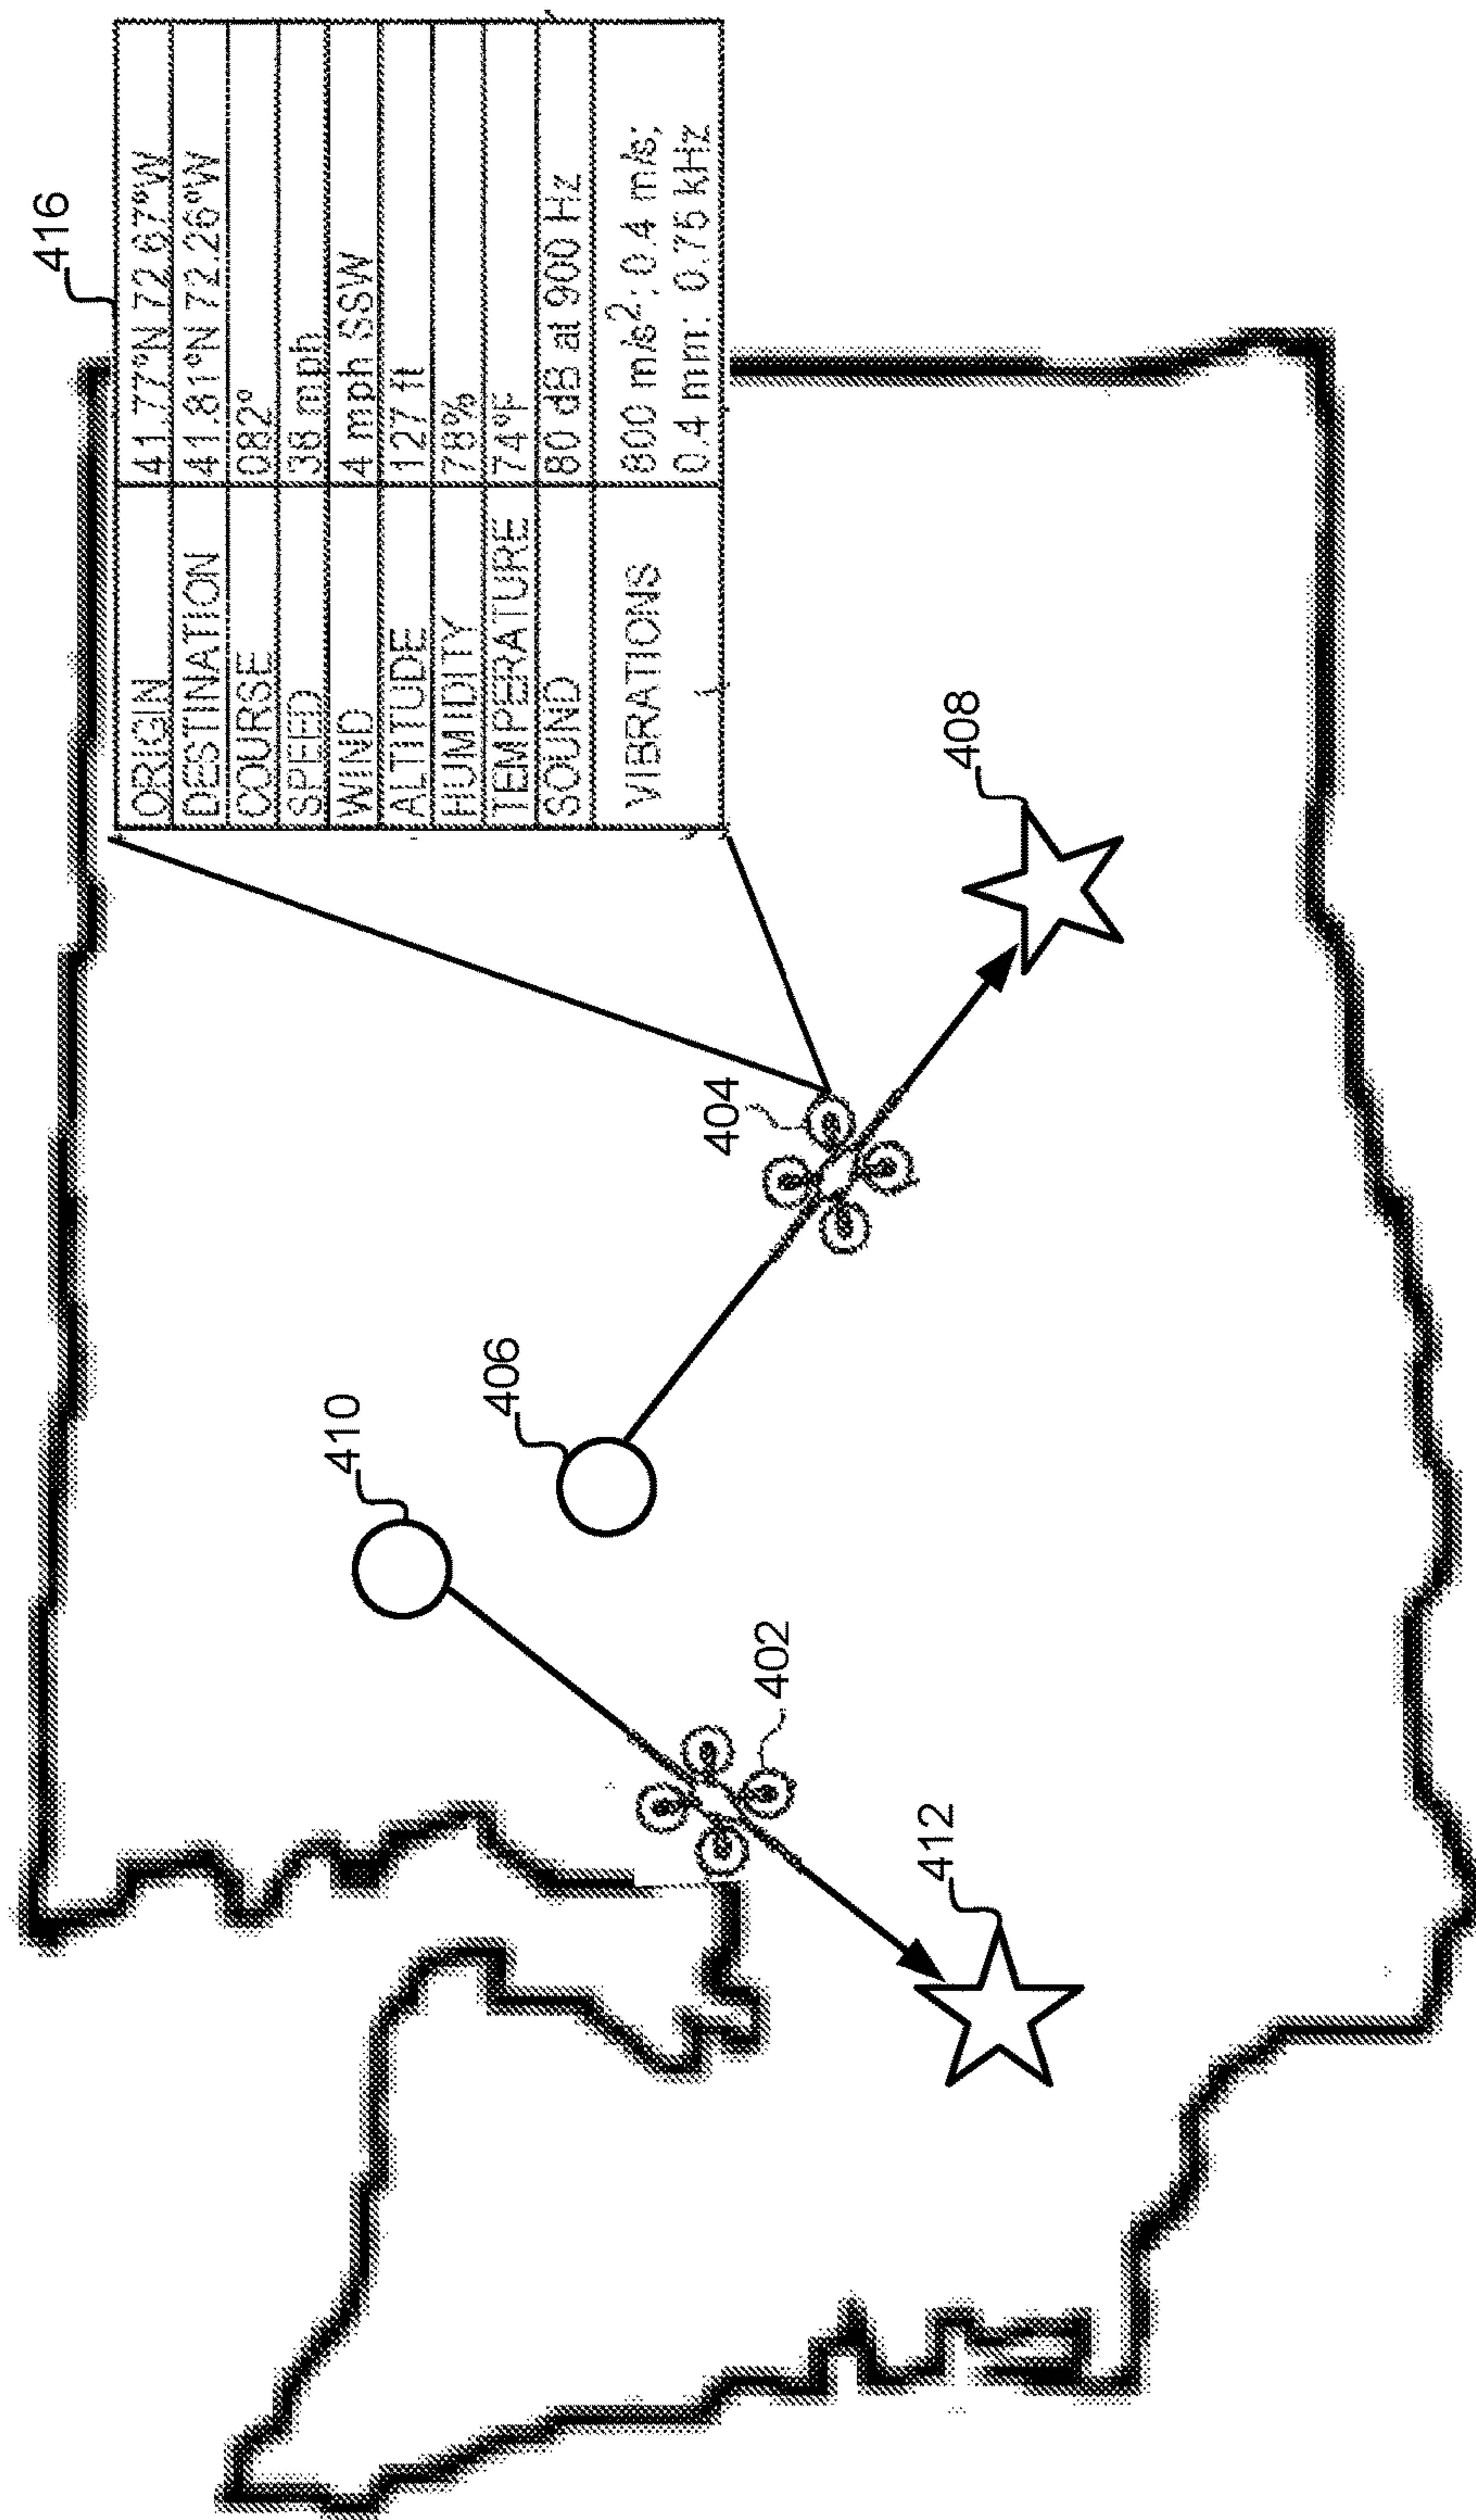 416
ORIGIN 41.77°N 72.67°W
DESTINATION 41.81°N 72.26°W
COURSE 082°
SPEED 38 mph
WIND 4 mph SSW
ALTITUDE 127 ft
HUMIDITY 78%
TEMPERATURE 74°F
SOUND 80 dB at 900 Hz
VIBRATIONS 800 m/s²; 0.4 m/s;
0.4 mm: 0.75 kHz
410
406
404
408
402
412